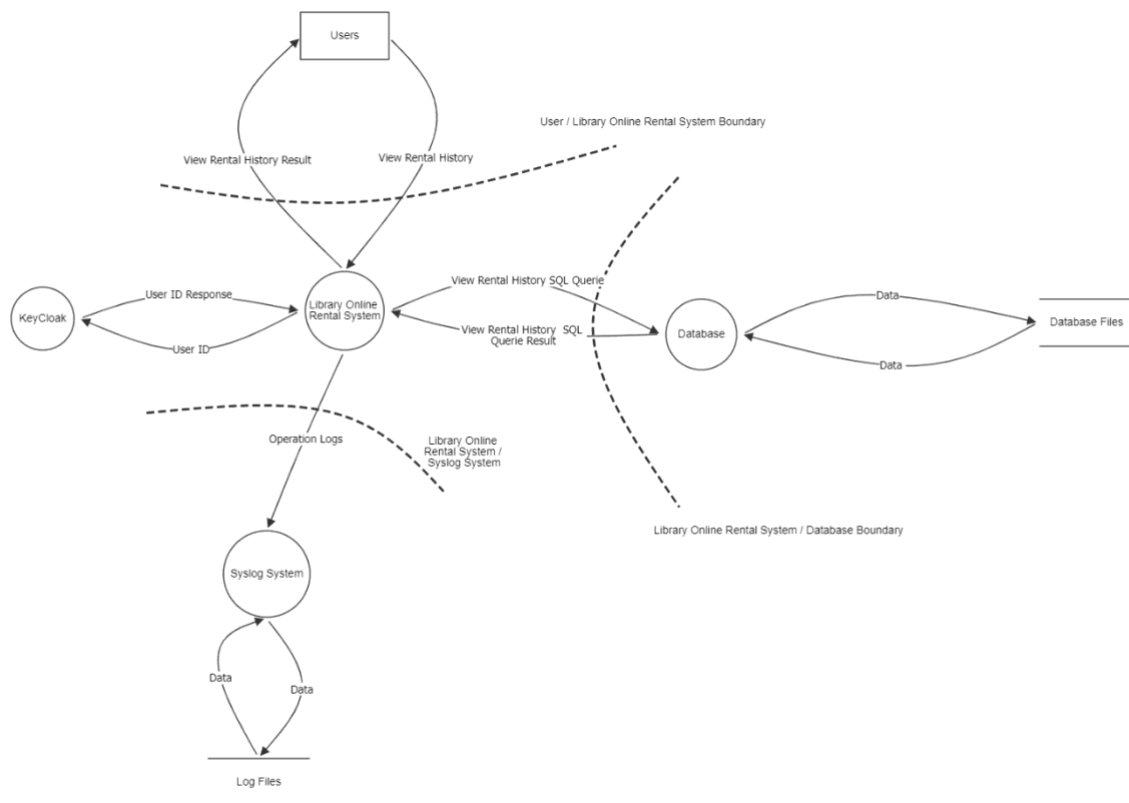 Users
User / Library Online Rental System Boundary
View Rental History Result
View Rental History
KeyCloak
User ID Response
User ID
Library Online
Rental System
View Rental History SQL Querie
View Rental History SQL
Querie Result
Database
Data
Data
Database Files
Operation Logs
Library Online
Rental System /
Syslog System
Library Online Rental System / Database Boundary
Syslog System
Data
Data
Log Files